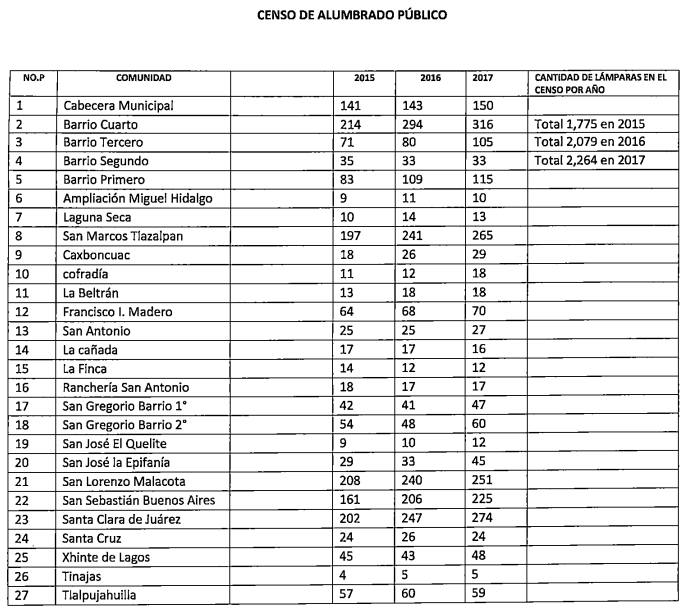 CENSO DE ALUMBRADO PÚBLICO
NO.P COMUNIDAD 2015 2016 2017 CANTIDAD DE LÁMPARAS EN EL CENSO POR AÑO
1 Cabecera Municipal 141 143 150
2 Barrio Cuarto 214 294 316 Total 1,775 en 2015
3 Barrio Tercero 71 80 105 Total 2,079 en 2016
4 Barrio Segundo 35 33 33 Total 2,264 en 2017
5 Barrio Primero 83 109 115
6 Ampliación Miguel Hidalgo 9 11 10
7 Laguna Seca 10 14 13
8 San Marcos Tlazalpan 197 241 265
9 Caxboncuac 18 26 29
10 cofradía 11 12 18
11 La Beltrán 13 18 18
12 Francisco I. Madero 64 68 70
13 San Antonio 25 25 27
14 La cañada 17 17 16
15 La Finca 14 12 12
16 Ranchería San Antonio 18 17 17
17 San Gregorio Barrio 1° 42 41 47
18 San Gregorio Barrio 2° 54 48 60
19 San José El Quelite 9 10 12
20 San José la Epifanía 29 33 45
21 San Lorenzo Malacota 208 240 251
22 San Sebastián Buenos Aires 161 206 225
23 Santa Clara de Juárez 202 247 274
24 Santa Cruz 24 26 24
25 Xhinte de Lagos 45 43 48
26 Tinajas 4 5 5
27 Tlalpujahuilla 57 60 59